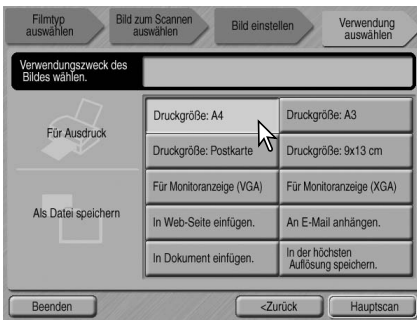 Filmtyp
auswählen
Bild zum Scannen
auswählen
Bild einstellen
Verwendung
auswählen
Verwendungszweck des
Bildes wählen.
Für Ausdruck
Druckgröße: A4
Druckgröße: A3
Druckgröße: Postkarte
Druckgröße: 9x13 cm
Als Datei speichern
Für Monitoranzeige (VGA)
Für Monitoranzeige (XGA)
In Web-Seite einfügen.
An E-Mail anhängen.
In Dokument einfügen.
In der höchsten
Auflösung speichern.
Beenden
<Zurück
Hauptscan